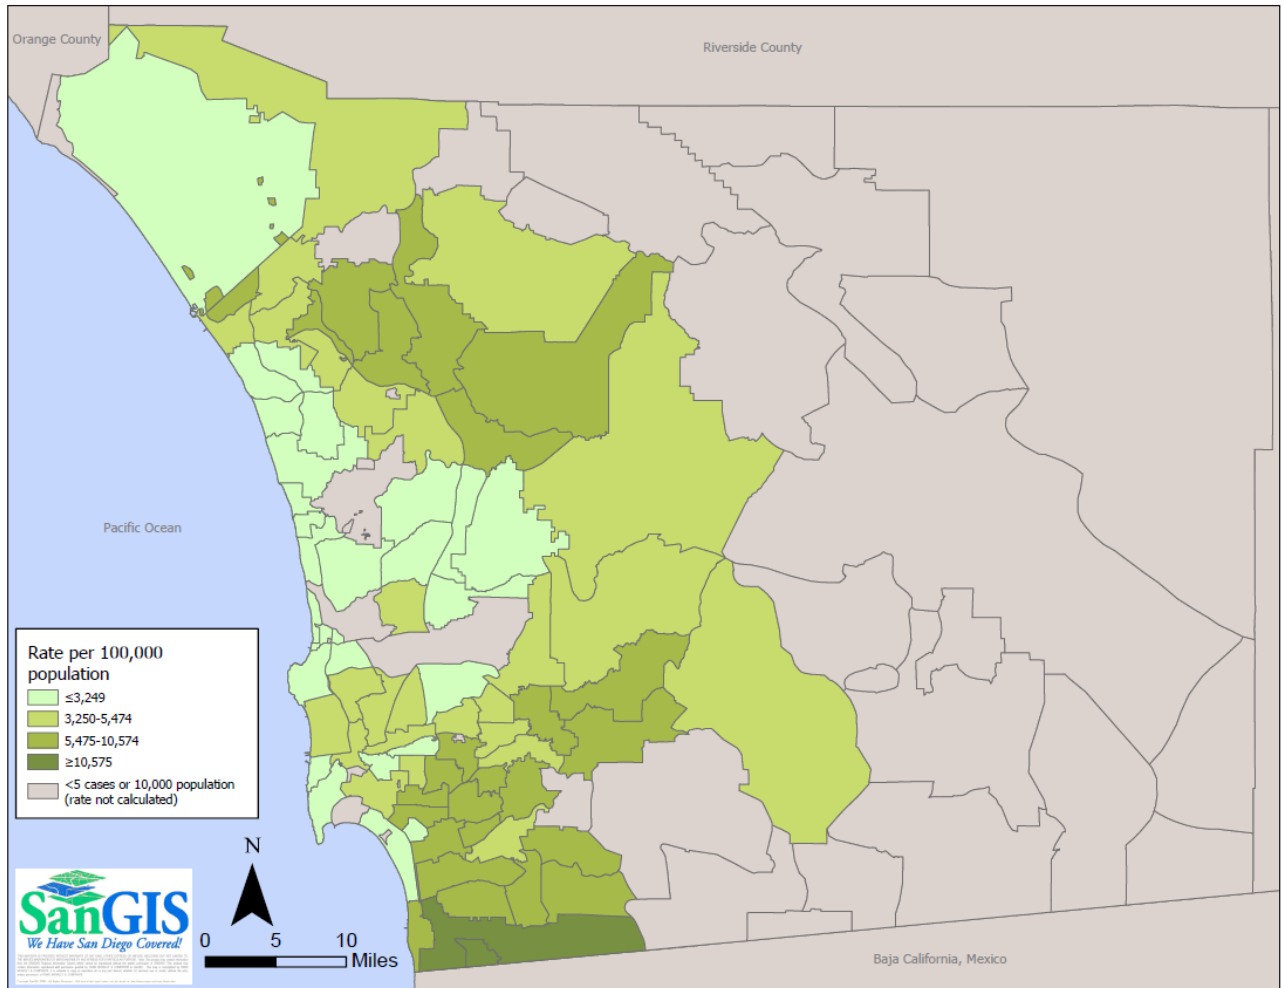 Orange County
Riverside County
Pacific Ocean
Rate per 100,000
population
≤3,249
3,250-5,474
5,475-10,574
≥10,575
<5 cases or 10,000 population
(rate not calculated)
N
SanGIS
We Have San Diego Covered!
0 5 10
Miles
Baja California, Mexico